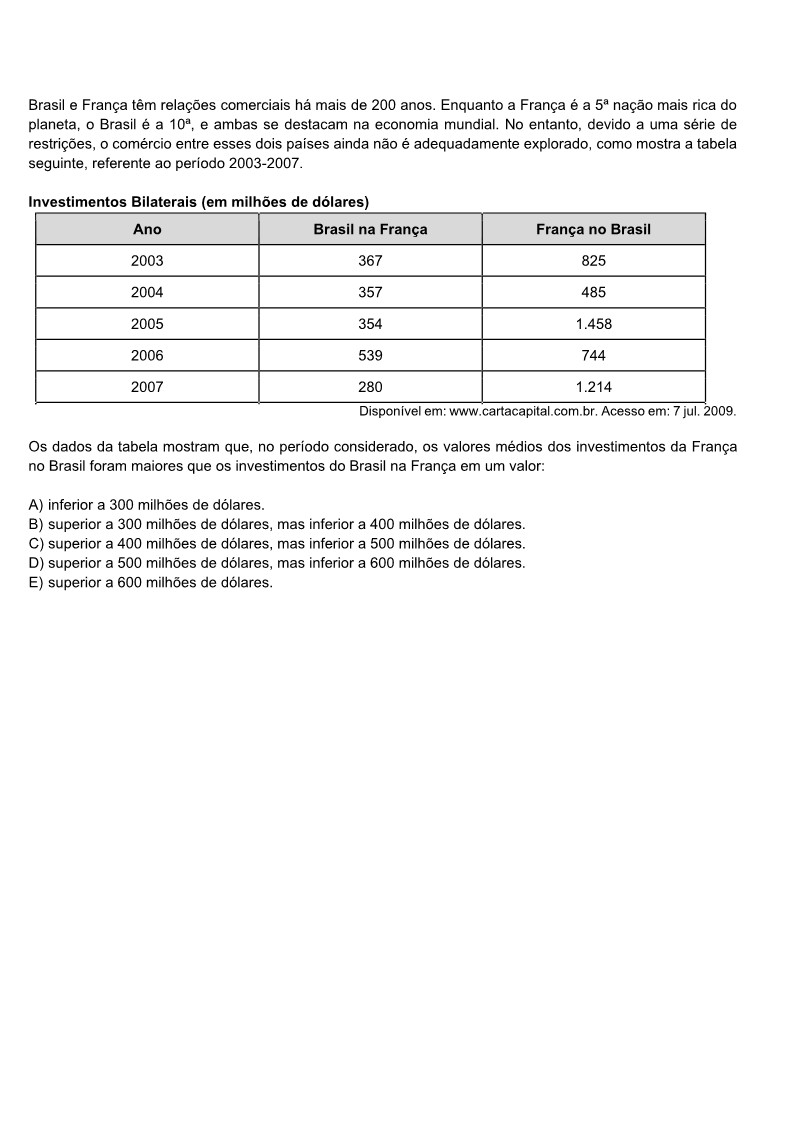 Brasil e França têm relações comerciais há mais de 200 anos. Enquanto a França é a 5ª nação mais rica do
planeta, o Brasil é a 10ª, e ambas se destacam na economia mundial. No entanto, devido a uma série de
restrições, o comércio entre esses dois países ainda não é adequadamente explorado, como mostra a tabela
seguinte, referente ao período 2003-2007.
Investimentos Bilaterais (em milhões de dólares)
Ano Brasil na França França no Brasil
2003 367 825
2004 357 485
2005 354 1.458
2006 539 744
2007 280 1.214
Disponível em: www.cartacapital.com.br. Acesso em: 7 jul. 2009.
Os dados da tabela mostram que, no período considerado, os valores médios dos investimentos da França
no Brasil foram maiores que os investimentos do Brasil na França em um valor:
A) inferior a 300 milhões de dólares.
B) superior a 300 milhões de dólares, mas inferior a 400 milhões de dólares.
C) superior a 400 milhões de dólares, mas inferior a 500 milhões de dólares.
D) superior a 500 milhões de dólares, mas inferior a 600 milhões de dólares.
E) superior a 600 milhões de dólares.